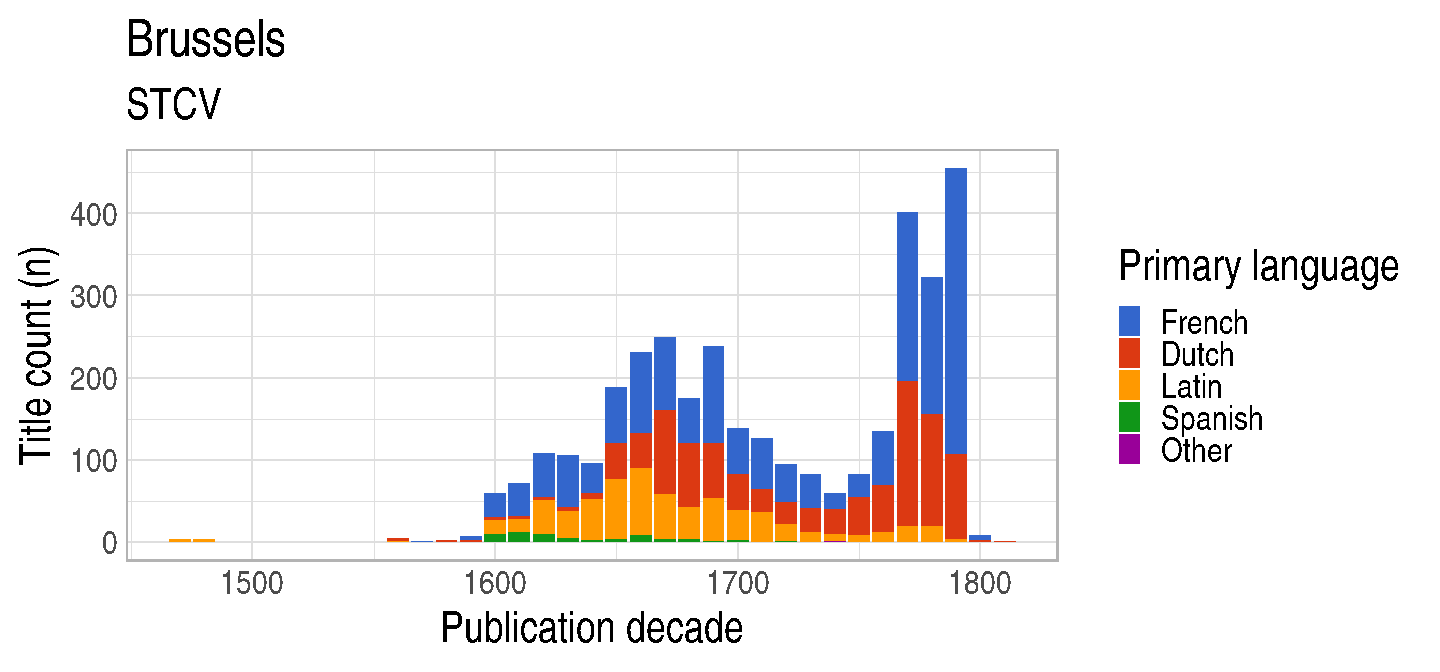 Brussels
STCV
Title count (n)
400
300
200
100
0
1500
1600
1700
1800
Publication decade
Primary language
French
Dutch
Latin
Spanish
Other